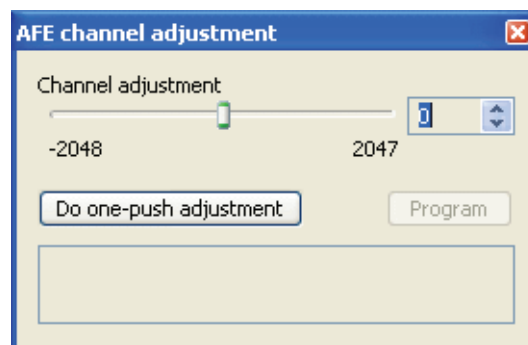 AFE channel adjustment
Channel adjustment
0
-2048 2047
Do one-push adjustment Program